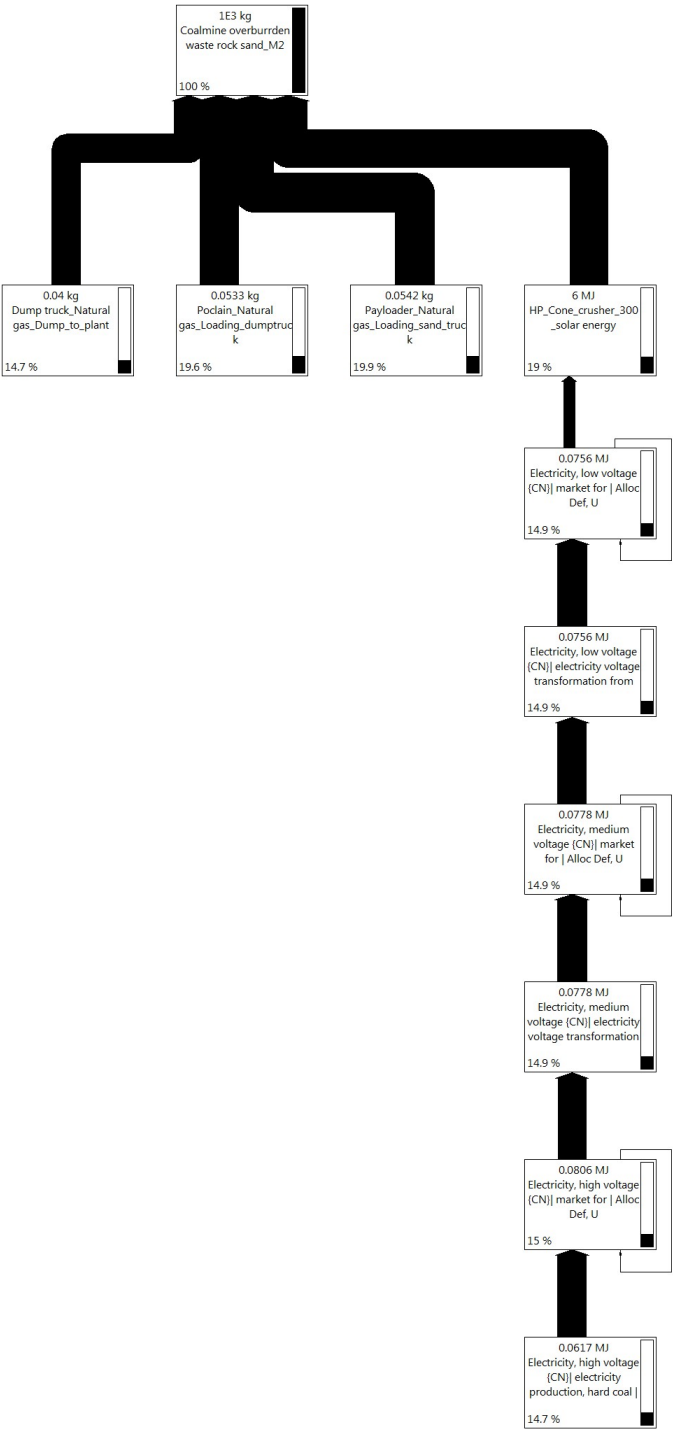 1E3 kg
Coalmine overburrden
waste rock sand_M2
100 %
0.04 kg
Dump truck_Natural
gas_Dump_to_plant
14.7 %
0.0533 kg
Poclain_Natural
gas_Loading_dumptruc
k
19.6 %
0.0542 kg
Payloader_Natural
gas_Loading_sand_truc
k
19.9 %
6 MJ
HP_Cone_crusher_300
_solar energy
19 %
0.0756 MJ
Electricity, low voltage
{CN}| market for | Alloc
Def, U
14.9 %
0.0756 MJ
Electricity, low voltage
{CN}| electricity voltage
transformation from
14.9 %
0.0778 MJ
Electricity, medium
voltage {CN}| market
for | Alloc Def, U
14.9 %
0.0778 MJ
Electricity, medium
voltage {CN}| electricity
voltage transformation
14.9 %
0.0806 MJ
Electricity, high voltage
{CN}| market for | Alloc
Def, U
15 %
0.0617 MJ
Electricity, high voltage
{CN}| electricity
production, hard coal |
14.7 %